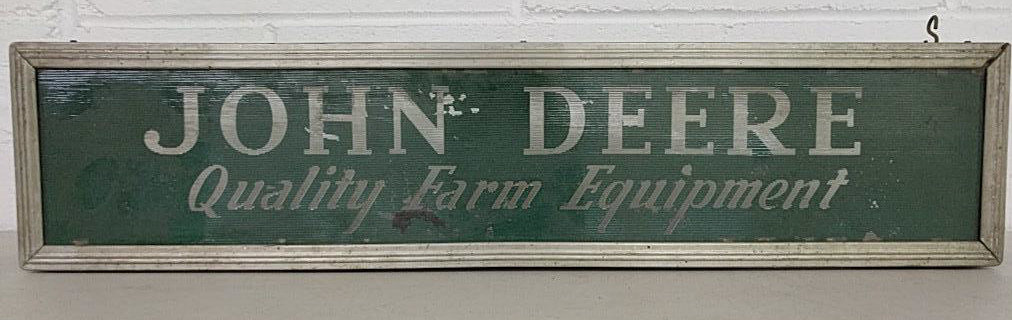 JOHN DEERE
Quality Farm Equipment